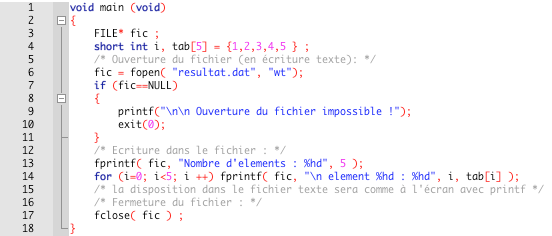 1 void main (void)
2 {
3 FILE* fic ;
4 short int i, tab[5] = {1,2,3,4,5 } ;
5 /* Ouverture du fichier (en écriture texte): */
6 fic = fopen( "resultat.dat", "wt");
7 if (fic==NULL)
8 {
9 printf("\n\n Ouverture du fichier impossible !");
10 exit(0);
11 }
12 /* Ecriture dans le fichier : */
13 fprintf( fic, "Nombre d'elements : %hd", 5 );
14 for (i=0; i<5; i ++) fprintf( fic, "\n element %hd : %hd", i, tab[i] );
15 /* la disposition dans le fichier texte sera comme à l'écran avec printf */
16 /* Fermeture du fichier : */
17 fclose( fic ) ;
18 }